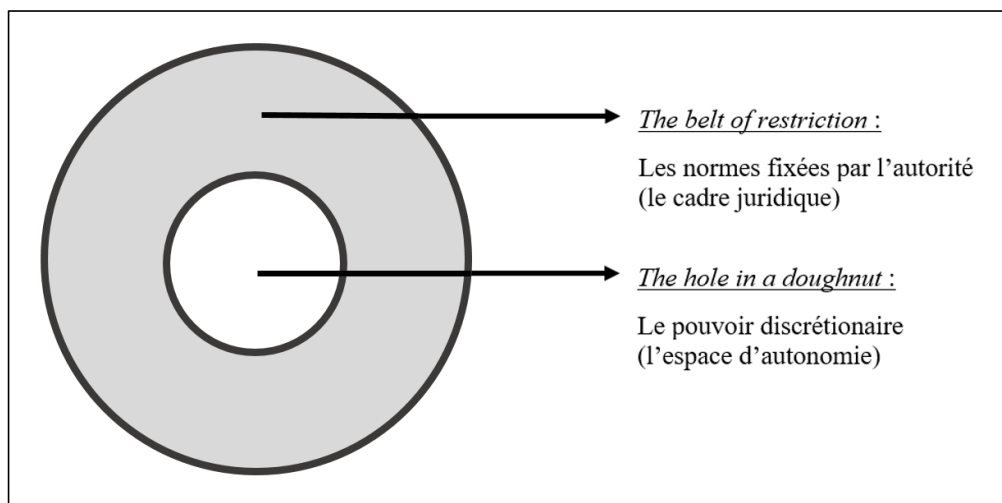 The belt of restriction :
Les normes fixées par l'autorité
(le cadre juridique)
The hole in a doughnut :
Le pouvoir discrétionaire
(l'espace d'autonomie)